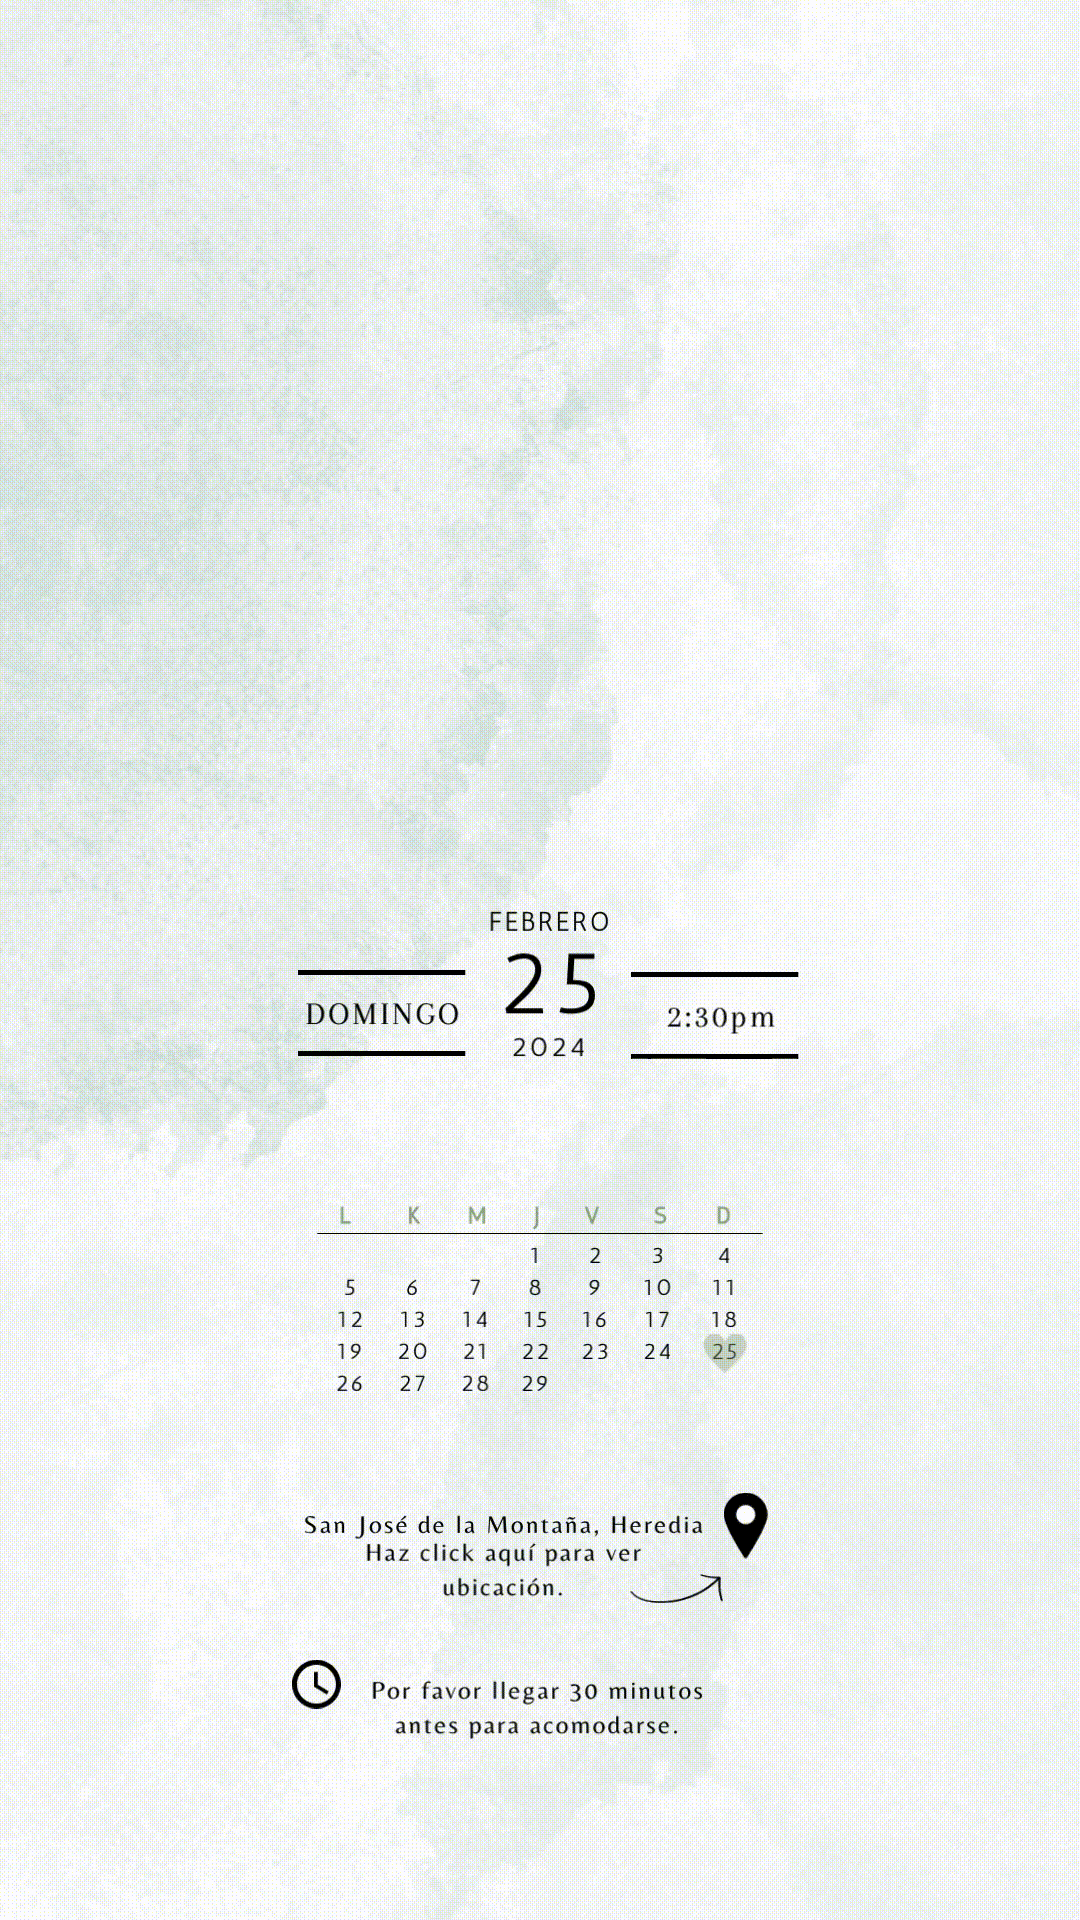 FEBRERO
DOMINGO 25 2:30pm
2024
L K M J V S D
1 2 3 4
5 6 7 8 9 10 11
12 13 14 15 16 17 18
19 20 21 22 23 24 25
26 27 28 29
San José de la Montaña, Heredia
Haz click aquí para ver
ubicación.
Por favor llegar 30 minutos
antes para acomodarse.